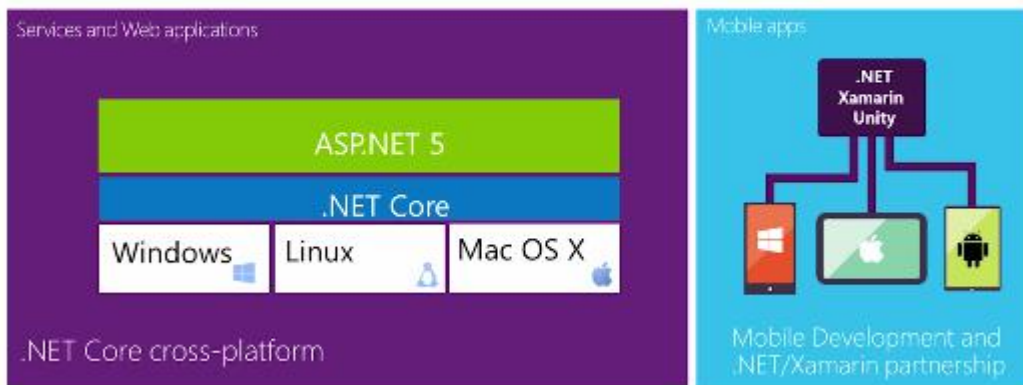 Services and Web applications
ASP.NET 5
.NET Core
Windows
Linux
Mac OS X
.NET Core cross-platform
Mobile apps
.NET
Xamarin
Unity
Mobile Development and
.NET/Xamarin partnership